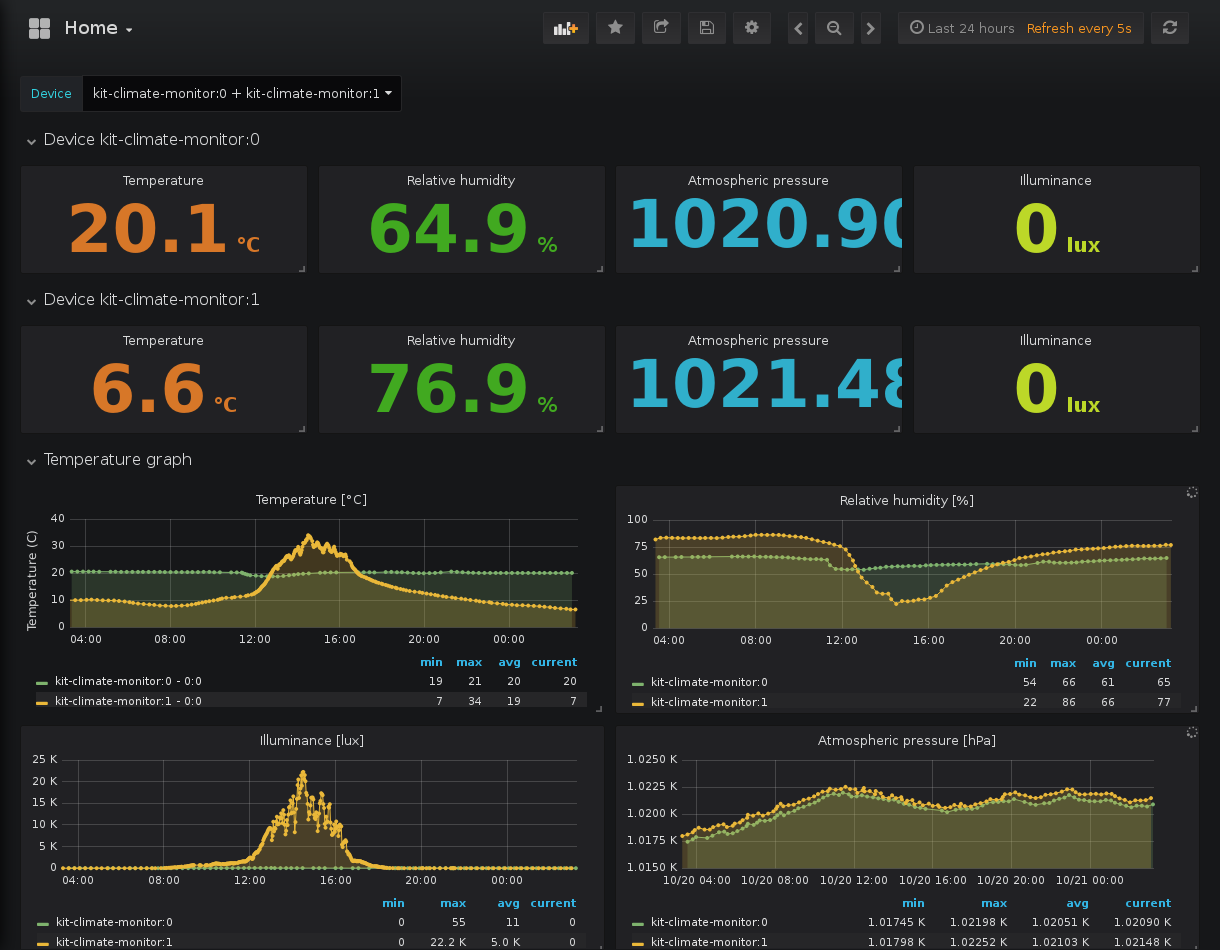 Home
Last 24 hours Refresh every 5s
Device kit-climate-monitor:0 + kit-climate-monitor:1
Device kit-climate-monitor:0
Temperature Relative humidity Atmospheric pressure Illuminance
20.1 °C 64.9 % 1020.90 0 lux
Device kit-climate-monitor:1
Temperature Relative humidity Atmospheric pressure Illuminance
6.6 °C 76.9 % 1021.48 0 lux
Temperature graph
Temperature [°C]
Temperature (C)
40
30
20
10
0
04:00 08:00 12:00 16:00 20:00 00:00
min max avg current
kit-climate-monitor:0 - 0:0 19 21 20 20
kit-climate-monitor:1 - 0:0 7 34 19 7
Relative humidity [%]
100
75
50
25
0
04:00 08:00 12:00 16:00 20:00 00:00
min max avg current
kit-climate-monitor:0 54 66 61 65
kit-climate-monitor:1 22 86 66 77
Illuminance [lux]
25 K
20 K
15 K
10 K
5 K
0
04:00 08:00 12:00 16:00 20:00 00:00
min max avg current
kit-climate-monitor:0 0 55 11 0
kit-climate-monitor:1 0 22.2 K 5.0 K 0
Atmospheric pressure [hPa]
1.0250 K
1.0225 K
1.0200 K
1.0175 K
1.0150 K
10/20 04:00 10/20 08:00 10/20 12:00 10/20 16:00 10/20 20:00 10/21 00:00
min max avg current
kit-climate-monitor:0 1.01745 K 1.02198 K 1.02051 K 1.02090 K
kit-climate-monitor:1 1.01798 K 1.02252 K 1.02103 K 1.02148 K